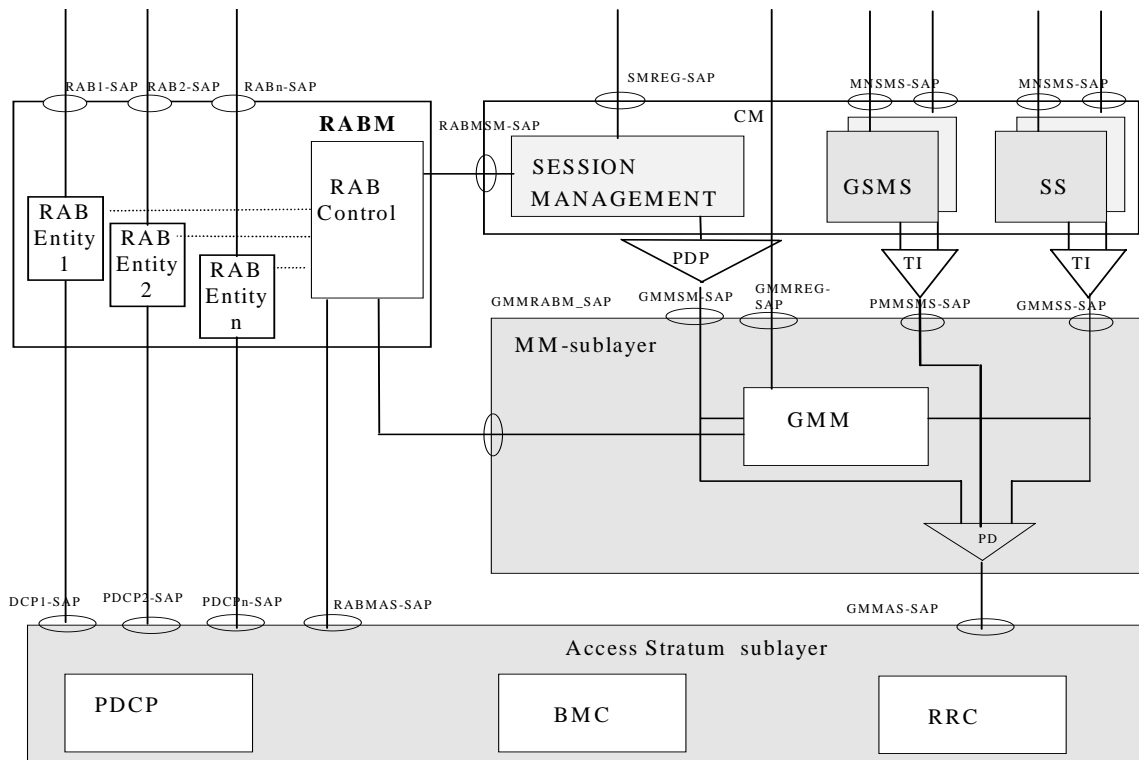 RAB1-SAP
RAB2-SAP
RABn-SAP
SMREG-SAP
MNSMS-SAP
MNSMS-SAP
RABM
RABMSM-SAP
CM
RAB
Control
SESSION
MANAGEMENT
GSMS
SS
RAB
Entity
1
RAB
Entity
2
RAB
Entity
n
PDP
TI
TI
GMMRABM_SAP
GMMSM-SAP
GMMREG-
SAP
PMMSMS-SAP
GMMSS-SAP
MM-sublayer
GMM
PD
DCP1-SAP
PDCP2-SAP
PDCPn-SAP
RABMAS-SAP
GMMAS-SAP
Access Stratum sublayer
PDCP
BMC
RRC